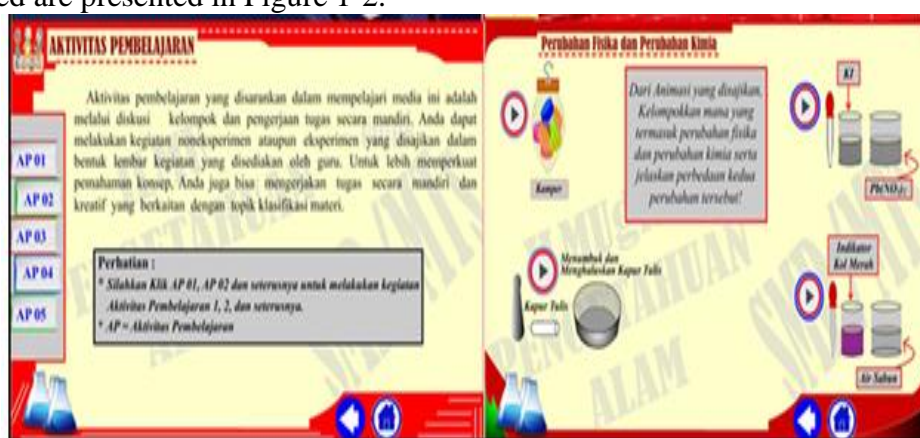 ed are presented in Figure 1-2.
AKTIVITAS PEMBELAJARAN
Aktivitas pembelajaran yang disarankan dalam mempelajari media ini adalah
melalui diskusi kelompok dan pengerjaan tugas secara mandiri. Anda dapat
melakukan kegiatan noneksperimen ataupun eksperimen yang disajikan dalam
bentuk lembar kegiatan yang disediakan oleh guru. Untuk lebih memperkuat
pemahaman konsep, Anda juga bisa mengerjakan tugas secara mandiri dan
kreatif yang berkaitan dengan topik klasifikasi materi.
AP 01
AP 02
AP 03
AP 04
AP 05
Perhatian :
* Silahkan Klik AP 01, AP 02 dan seterusnya untuk melakukan kegiatan
Aktivitas Pembelajaran 1, 2, dan seterusnya.
* AP = Aktivitas Pembelajaran
Perubahan Fisika dan Perubahan Kimia
Kamper
Dari Animasi yang disajikan,
Kelompokkan mana yang
termasuk perubahan fisika
dan perubahan kimia serta
jelaskan perbedaan kedua
perubahan tersebut!
KI
Pb(NO3)2
Menumbuk dan
Menghaluskan Kapur Tulis
Kapur Tulis
Indikator
Kol Merah
Air Sabun
PENGETAHUAN
ALAM
SMP/MTs